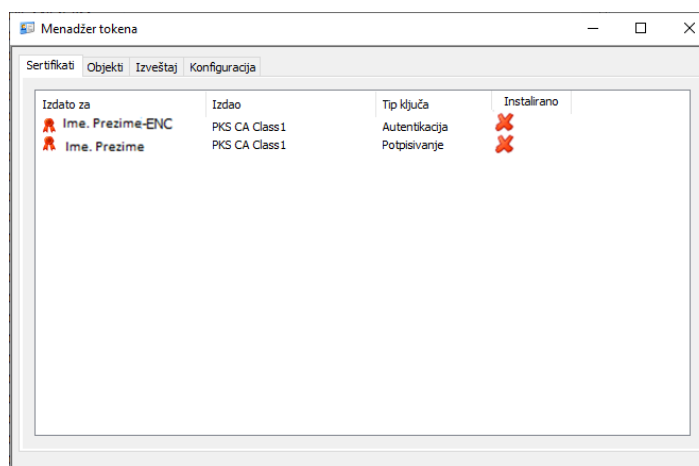 Menadžer tokena
Sertifikati Objekti Izveštaj Konfiguracija
Izdato za Izdao Tip ključa Instalirano
Ime. Prezime-ENC PKS CA Class1 Autentikacija
Ime. Prezime PKS CA Class1 Potpisivanje